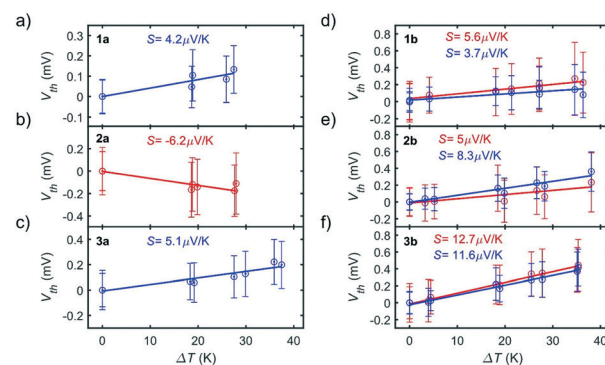 a)
1a
S= 4.2μV/K
V_th (mV)
0.3
0.2
0.1
0
-0.1
b)
2a
S= -6.2μV/K
V_th (mV)
0.2
0
-0.2
-0.4
c)
3a
S= 5.1μV/K
V_th (mV)
0.4
0.2
0
-0.2
0 10 20 30 40
ΔT (K)
d)
1b
S= 5.6μV/K
S= 3.7μV/K
V_th (mV)
0.8
0.6
0.4
0.2
0
-0.2
e)
2b
S= 5μV/K
S= 8.3μV/K
V_th (mV)
0.8
0.6
0.4
0.2
0
-0.2
f)
3b
S= 12.7μV/K
S= 11.6μV/K
V_th (mV)
0.8
0.6
0.4
0.2
0
-0.2
0 10 20 30 40
ΔT (K)